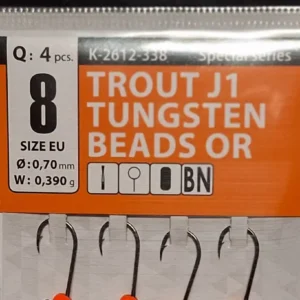 Q: 4 pcs.
K-2612-338
Special Series
8
SIZE EU
Ø: 0,70 mm
W: 0,390 g
TROUT J1
TUNGSTEN
BEADS OR
BN